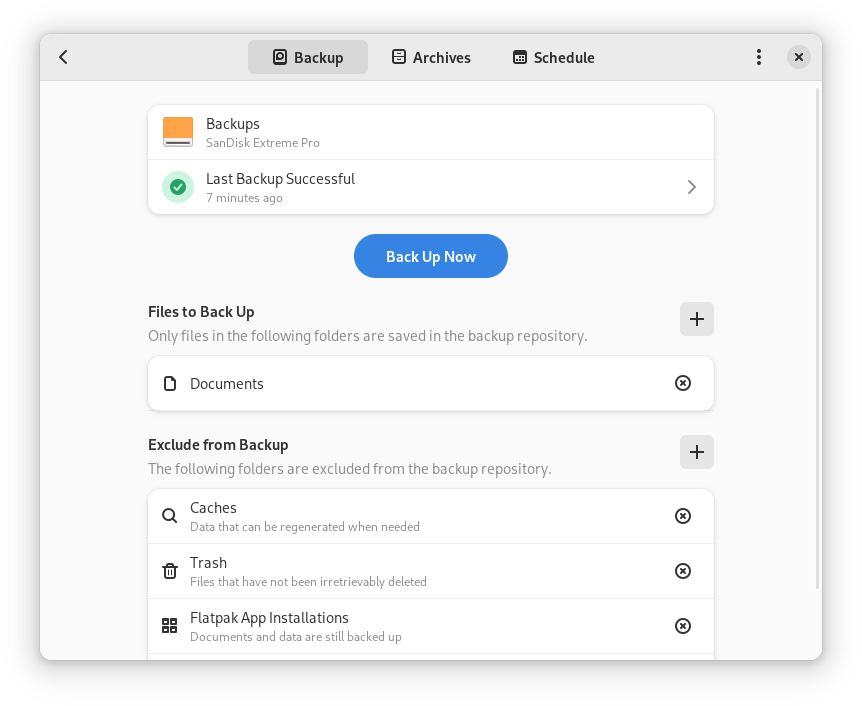 Backup
Archives
Schedule
Backups
SanDisk Extreme Pro
Last Backup Successful
7 minutes ago
Back Up Now
Files to Back Up
Only files in the following folders are saved in the backup repository.
Documents
Exclude from Backup
The following folders are excluded from the backup repository.
Caches
Data that can be regenerated when needed
Trash
Files that have not been irretrievably deleted
Flatpak App Installations
Documents and data are still backed up